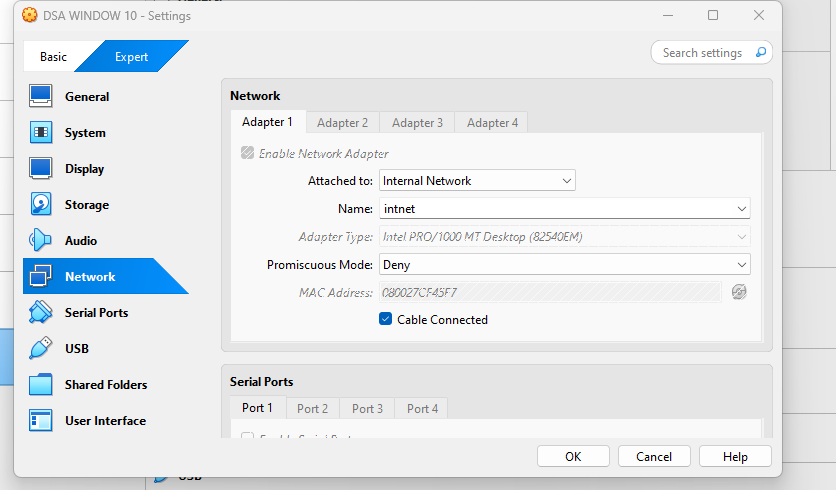 DSA WINDOW 10 - Settings
Basic
Expert
Search settings
General
System
Display
Storage
Audio
Network
Serial Ports
USB
Shared Folders
User Interface
Network
Adapter 1
Adapter 2
Adapter 3
Adapter 4
Enable Network Adapter
Attached to: Internal Network
Name: intnet
Adapter Type: Intel PRO/1000 MT Desktop (82540EM)
Promiscuous Mode: Deny
MAC Address: 080027CF45F7
Cable Connected
Serial Ports
Port 1
Port 2
Port 3
Port 4
OK
Cancel
Help
USB